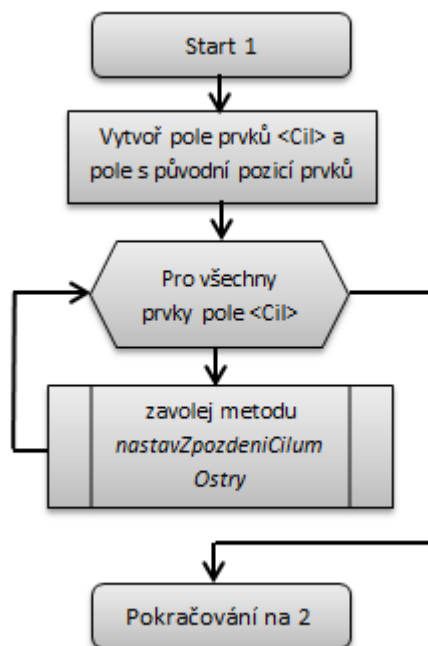 Start 1
Vytvoř pole prvků <Cil> a
pole s původní pozicí prvků
Pro všechny
prvky pole <Cil>
zavolej metodu
nastavZpozdeniCilum
Ostry
Pokračování na 2